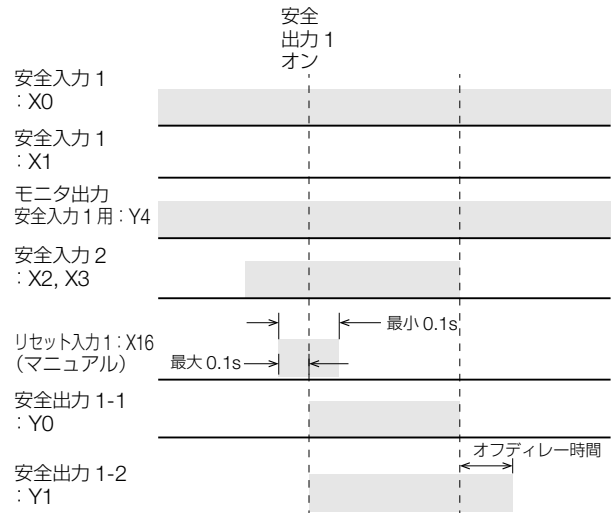 安全
出力 1
オン
安全入力 1
：X0
安全入力 1
：X1
モニタ出力
安全入力 1 用：Y4
安全入力 2
：X2, X3
最小 0.1s
リセット入力 1：X16
（マニュアル）
最大 0.1s
安全出力 1-1
：Y0
オフディレー時間
安全出力 1-2
：Y1